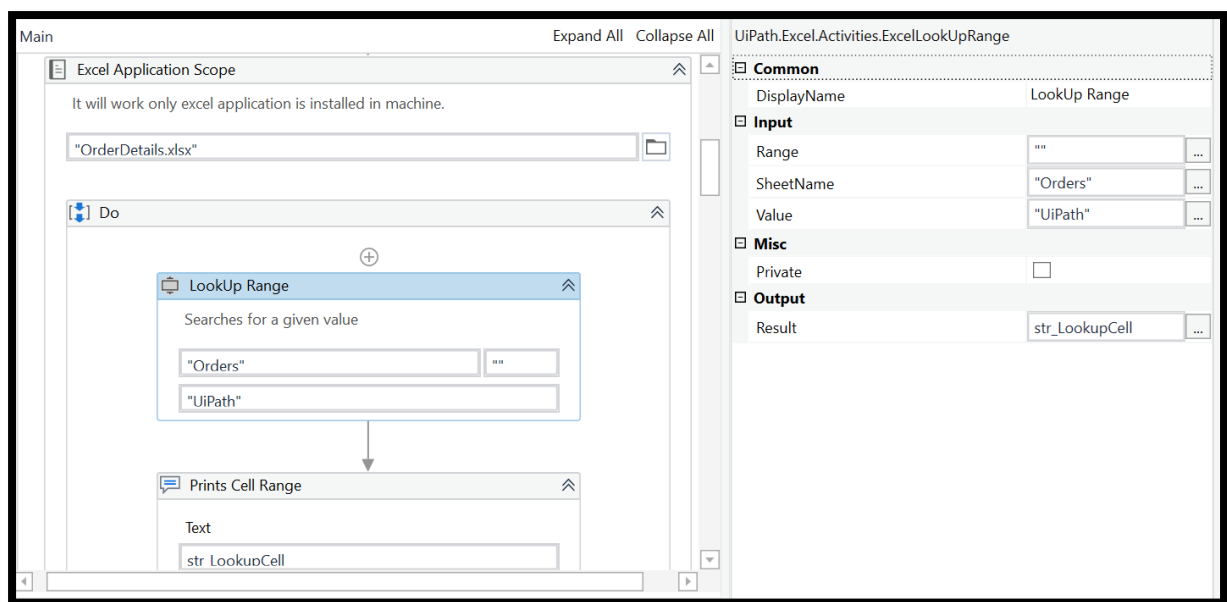 Main
Expand All Collapse All
Excel Application Scope
It will work only excel application is installed in machine.
"OrderDetails.xlsx"
Do
LookUp Range
Searches for a given value
"Orders" ""
"UiPath"
Prints Cell Range
Text
str_LookupCell
UiPath.Excel.Activities.ExcelLookUpRange
Common
DisplayName LookUp Range
Input
Range "" ...
SheetName "Orders" ...
Value "UiPath" ...
Misc
Private
Output
Result str_LookupCell ...